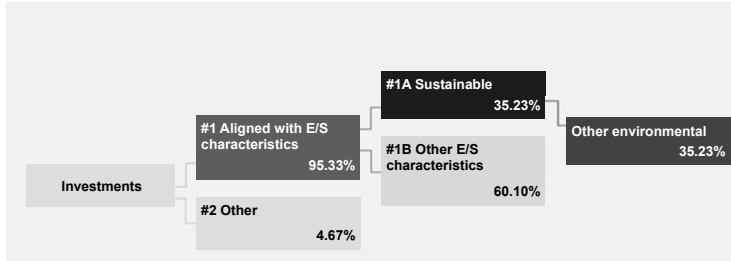 Investments
#1 Aligned with E/S
characteristics
95.33%
#2 Other
4.67%
#1A Sustainable
35.23%
#1B Other E/S
characteristics
60.10%
Other environmental
35.23%